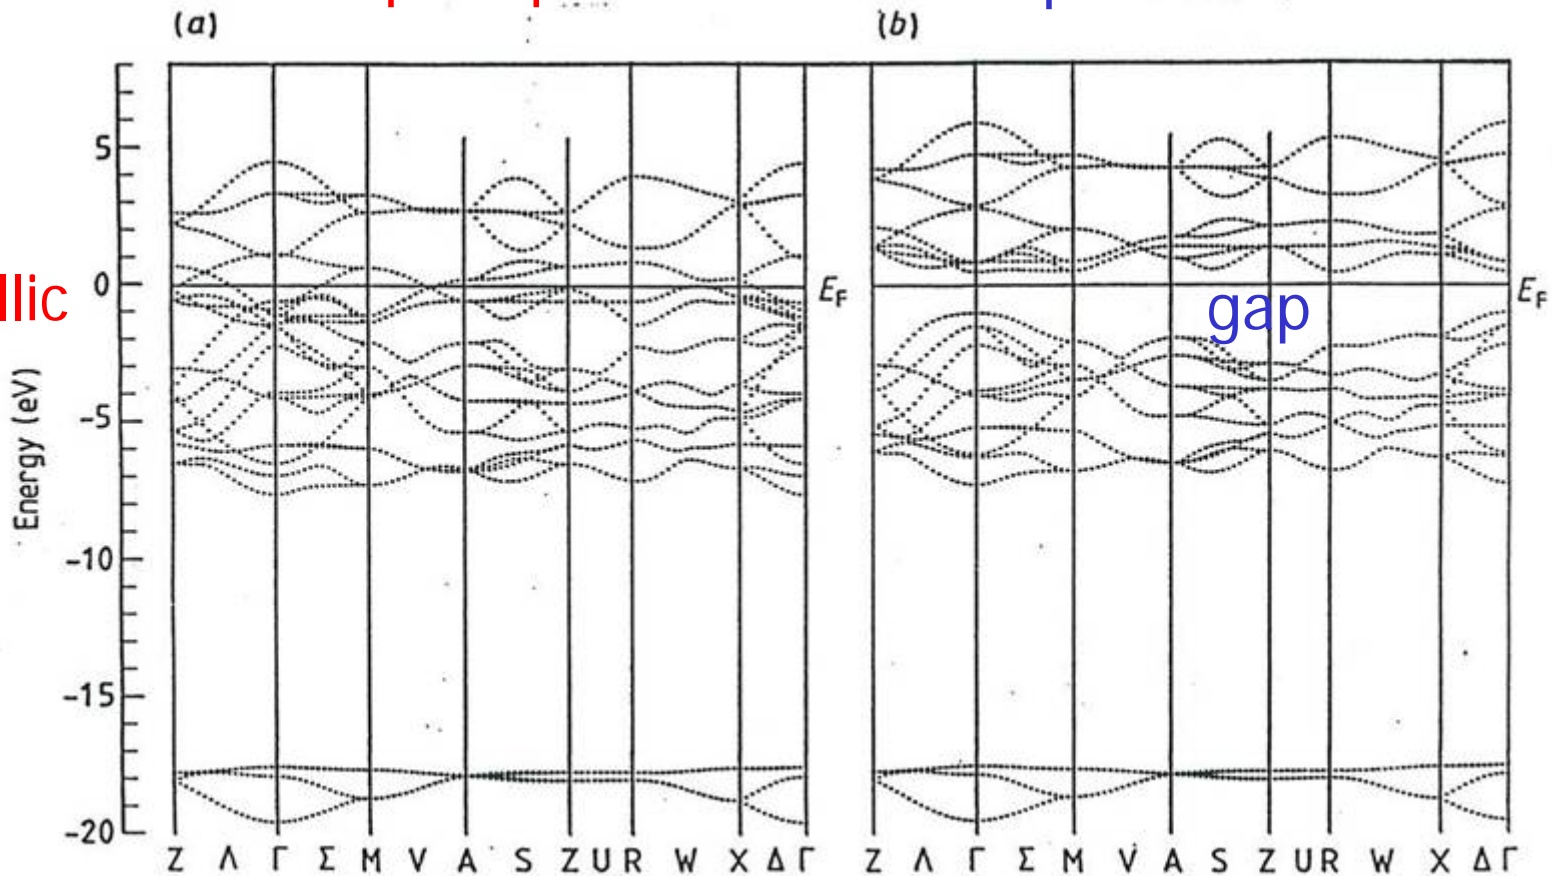 (a) (b)
5
0 E_F E_F
llic gap
Energy (eV)
-5
-10
-15
-20
Z Λ Γ Σ M V A S Z U R W X Δ Γ Z Λ Γ Σ M V A S Z U R W X Δ Γ